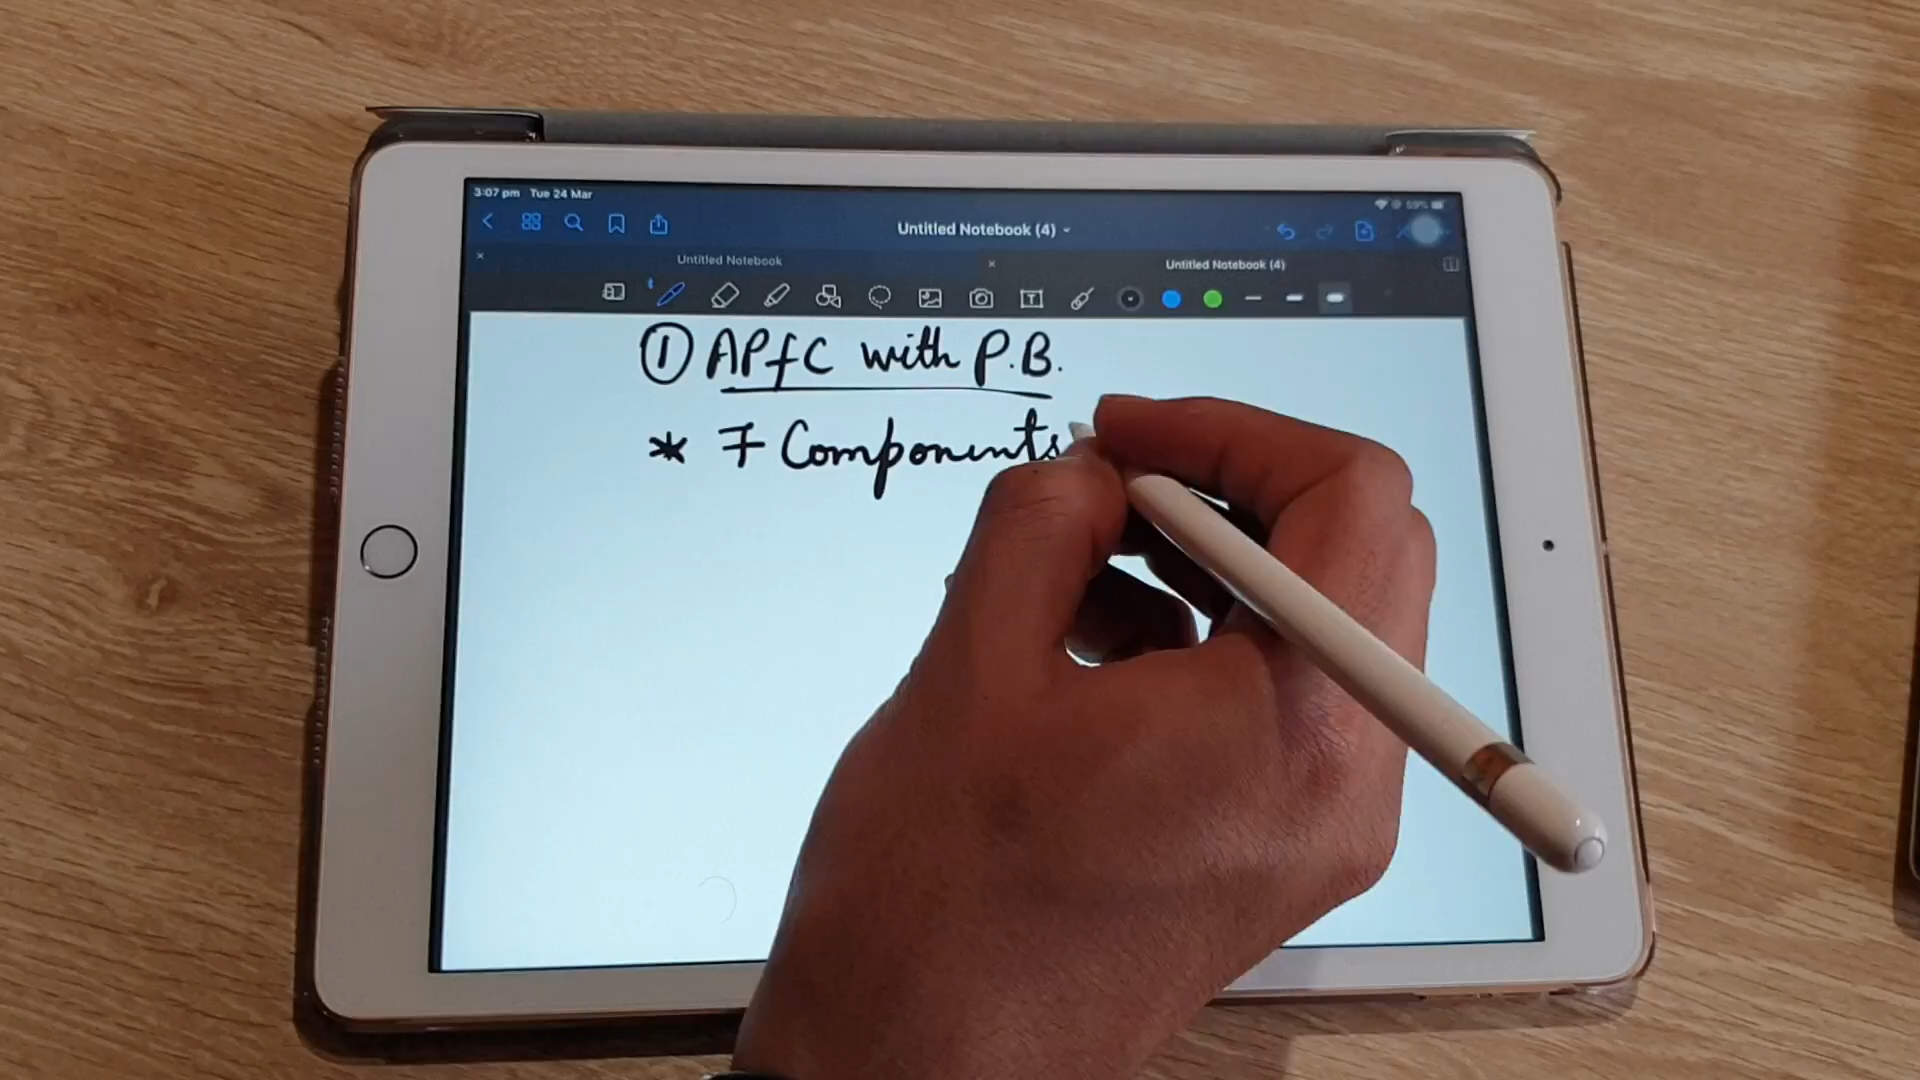 3:07 pm Tue 24 Mar
59%
Untitled Notebook (4)
Untitled Notebook
Untitled Notebook (4)
① APfC with P.B.
* 7 Components